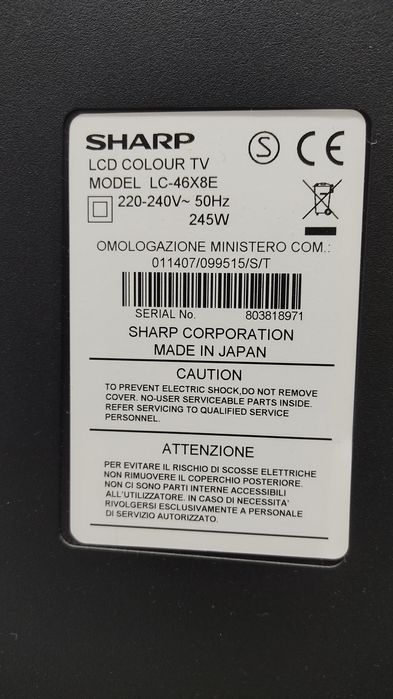 SHARP
LCD COLOUR TV
MODEL LC-46X8E
220-240V~ 50Hz
245W
S CE
OMOLOGAZIONE MINISTERO COM.:
011407/099515/S/T
SERIAL No. 803818971
SHARP CORPORATION
MADE IN JAPAN
CAUTION
TO PREVENT ELECTRIC SHOCK,DO NOT REMOVE
COVER. NO-USER SERVICEABLE PARTS INSIDE.
REFER SERVICING TO QUALIFIED SERVICE
PERSONNEL.
ATTENZIONE
PER EVITARE IL RISCHIO DI SCOSSE ELETTRICHE
NON RIMUOVERE IL COPERCHIO POSTERIORE.
NON CI SONO PARTI INTERNE ACCESSIBILI
ALL'UTILIZZATORE. IN CASO DI NECESSITA'
RIVOLGERSI ESCLUSIVAMENTE A PERSONALE
DI SERVIZIO AUTORIZZATO.